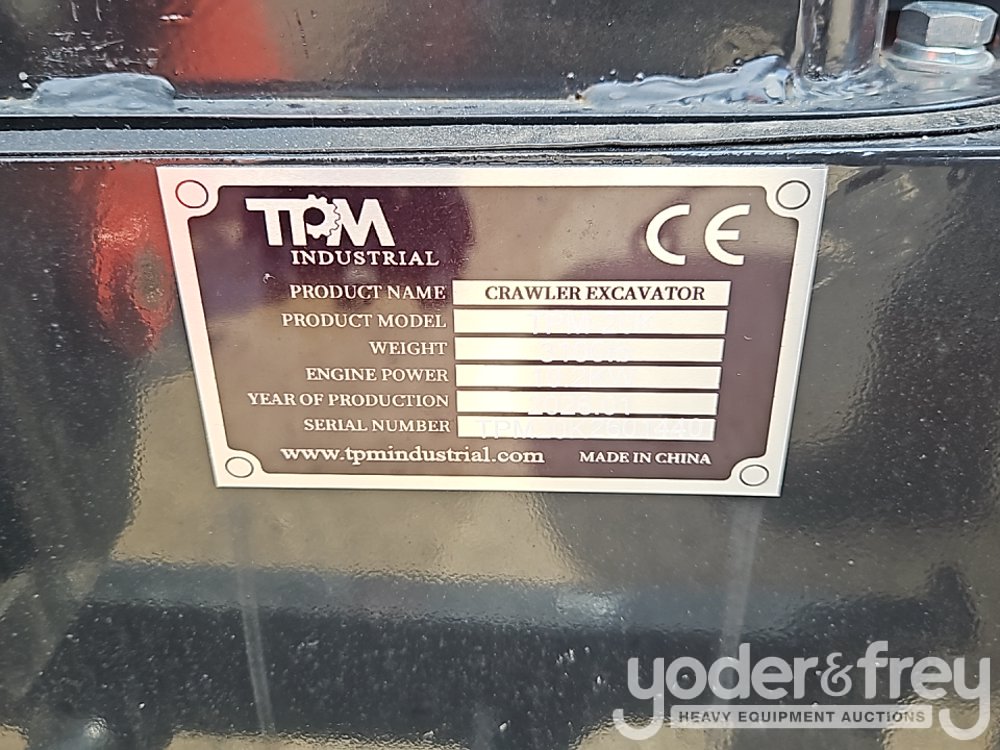 TPM
INDUSTRIAL
CE
PRODUCT NAME CRAWLER EXCAVATOR
PRODUCT MODEL
WEIGHT
ENGINE POWER
YEAR OF PRODUCTION
SERIAL NUMBER
www.tpmindustrial.com MADE IN CHINA
yoder&frey
HEAVY EQUIPMENT AUCTIONS